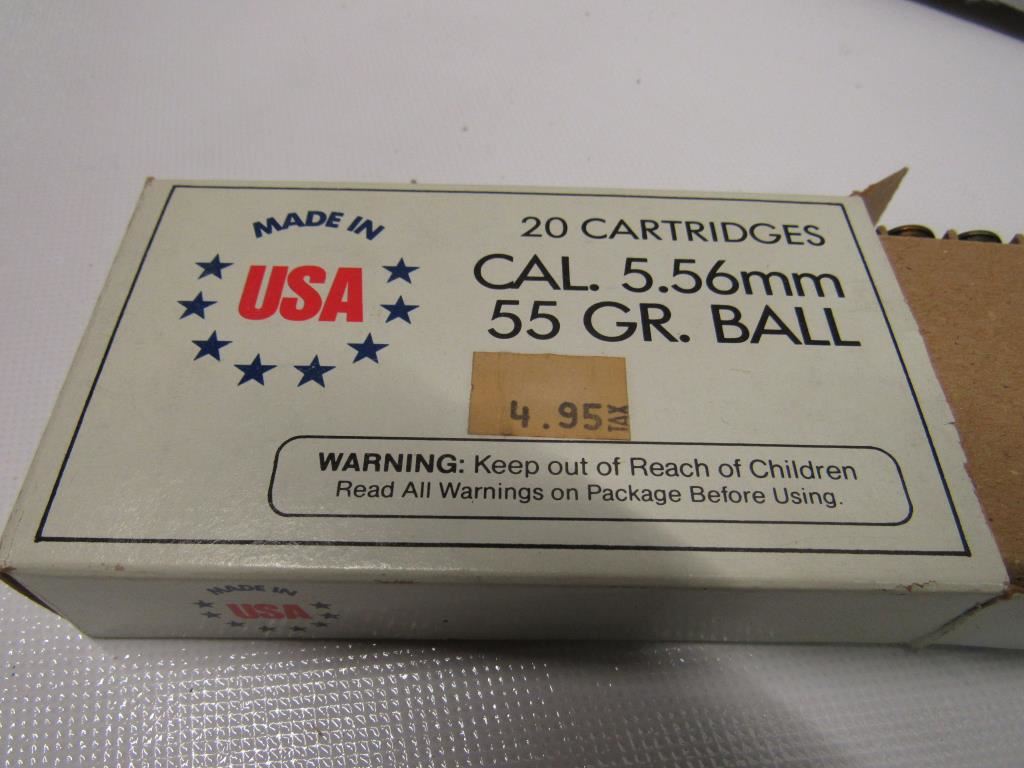 MADE IN
USA
20 CARTRIDGES
CAL. 5.56mm
55 GR. BALL
4.95 TAX
WARNING: Keep out of Reach of Children
Read All Warnings on Package Before Using.
MADE IN
USA